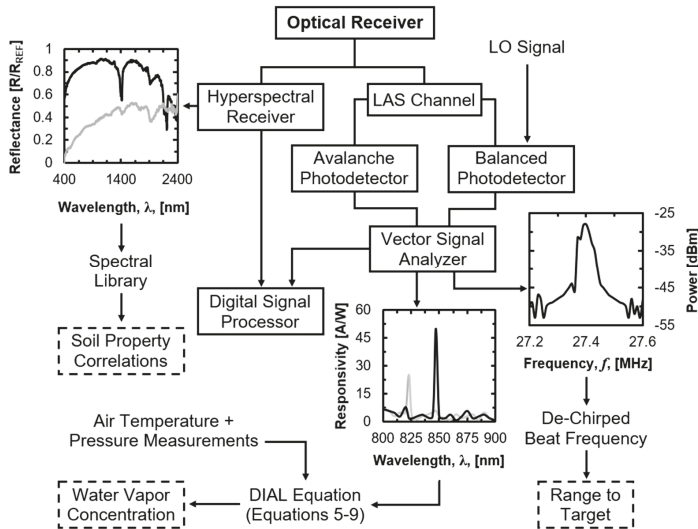 Optical Receiver
LO Signal
Hyperspectral
Receiver
LAS Channel
Avalanche
Photodetector
Balanced
Photodetector
Vector Signal
Analyzer
Digital Signal
Processor
Reflectance [R/R_REF]
1
0.8
0.6
0.4
0.2
0
400
1400
2400
Wavelength, λ, [nm]
Spectral
Library
Soil Property
Correlations
Responsivity [A/W]
60
45
30
15
0
800
825
850
875
900
Wavelength, λ, [nm]
Power [dBm]
-25
-35
-45
-55
27.2
27.4
27.6
Frequency, f, [MHz]
De-Chirped
Beat Frequency
Range to
Target
Air Temperature +
Pressure Measurements
DIAL Equation
(Equations 5-9)
Water Vapor
Concentration